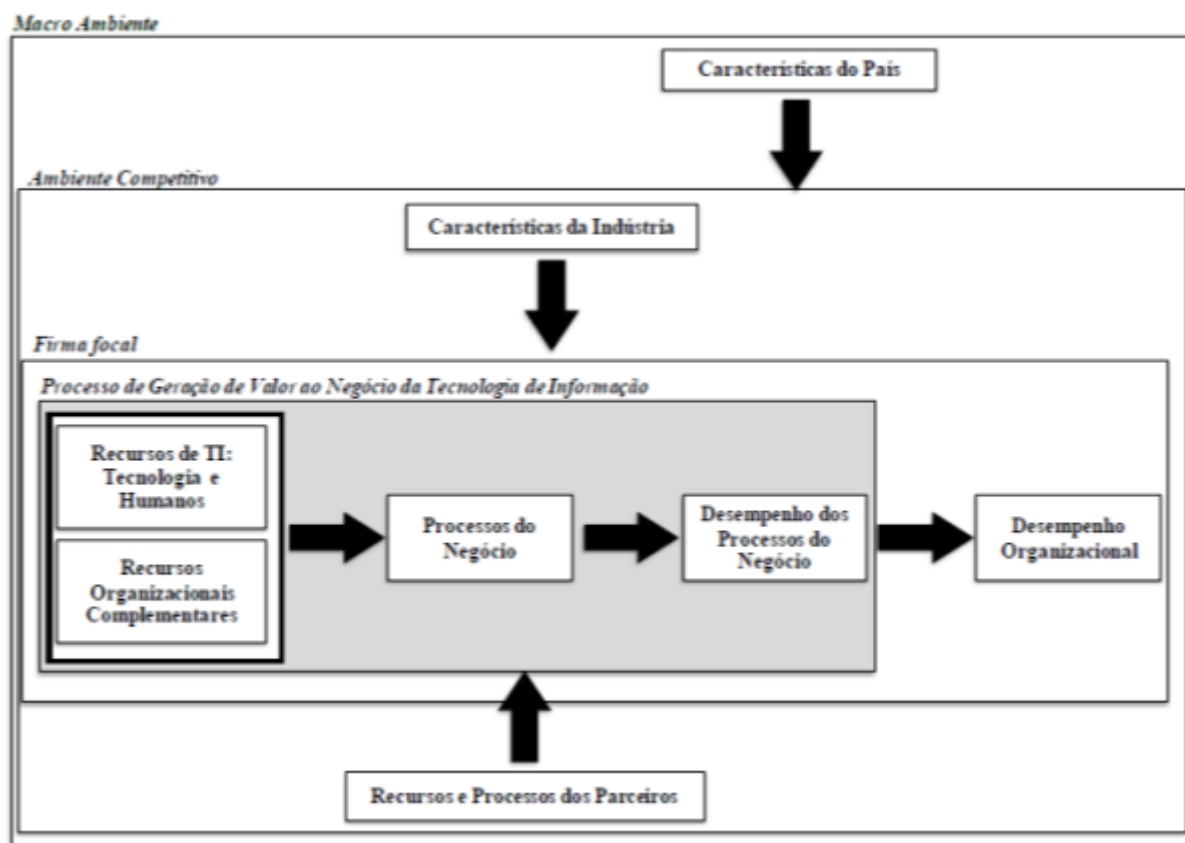 Macro Ambiente
Características do País
Ambiente Competitivo
Características da Indústria
Firma focal
Processo de Geração de Valor ao Negócio da Tecnologia de Informação
Recursos de TI:
Tecnologia e
Humanos
Recursos
Organizacionais
Complementares
Processos do
Negócio
Desempenho dos
Processos do
Negócio
Desempenho
Organizacional
Recursos e Processos dos Parceiros